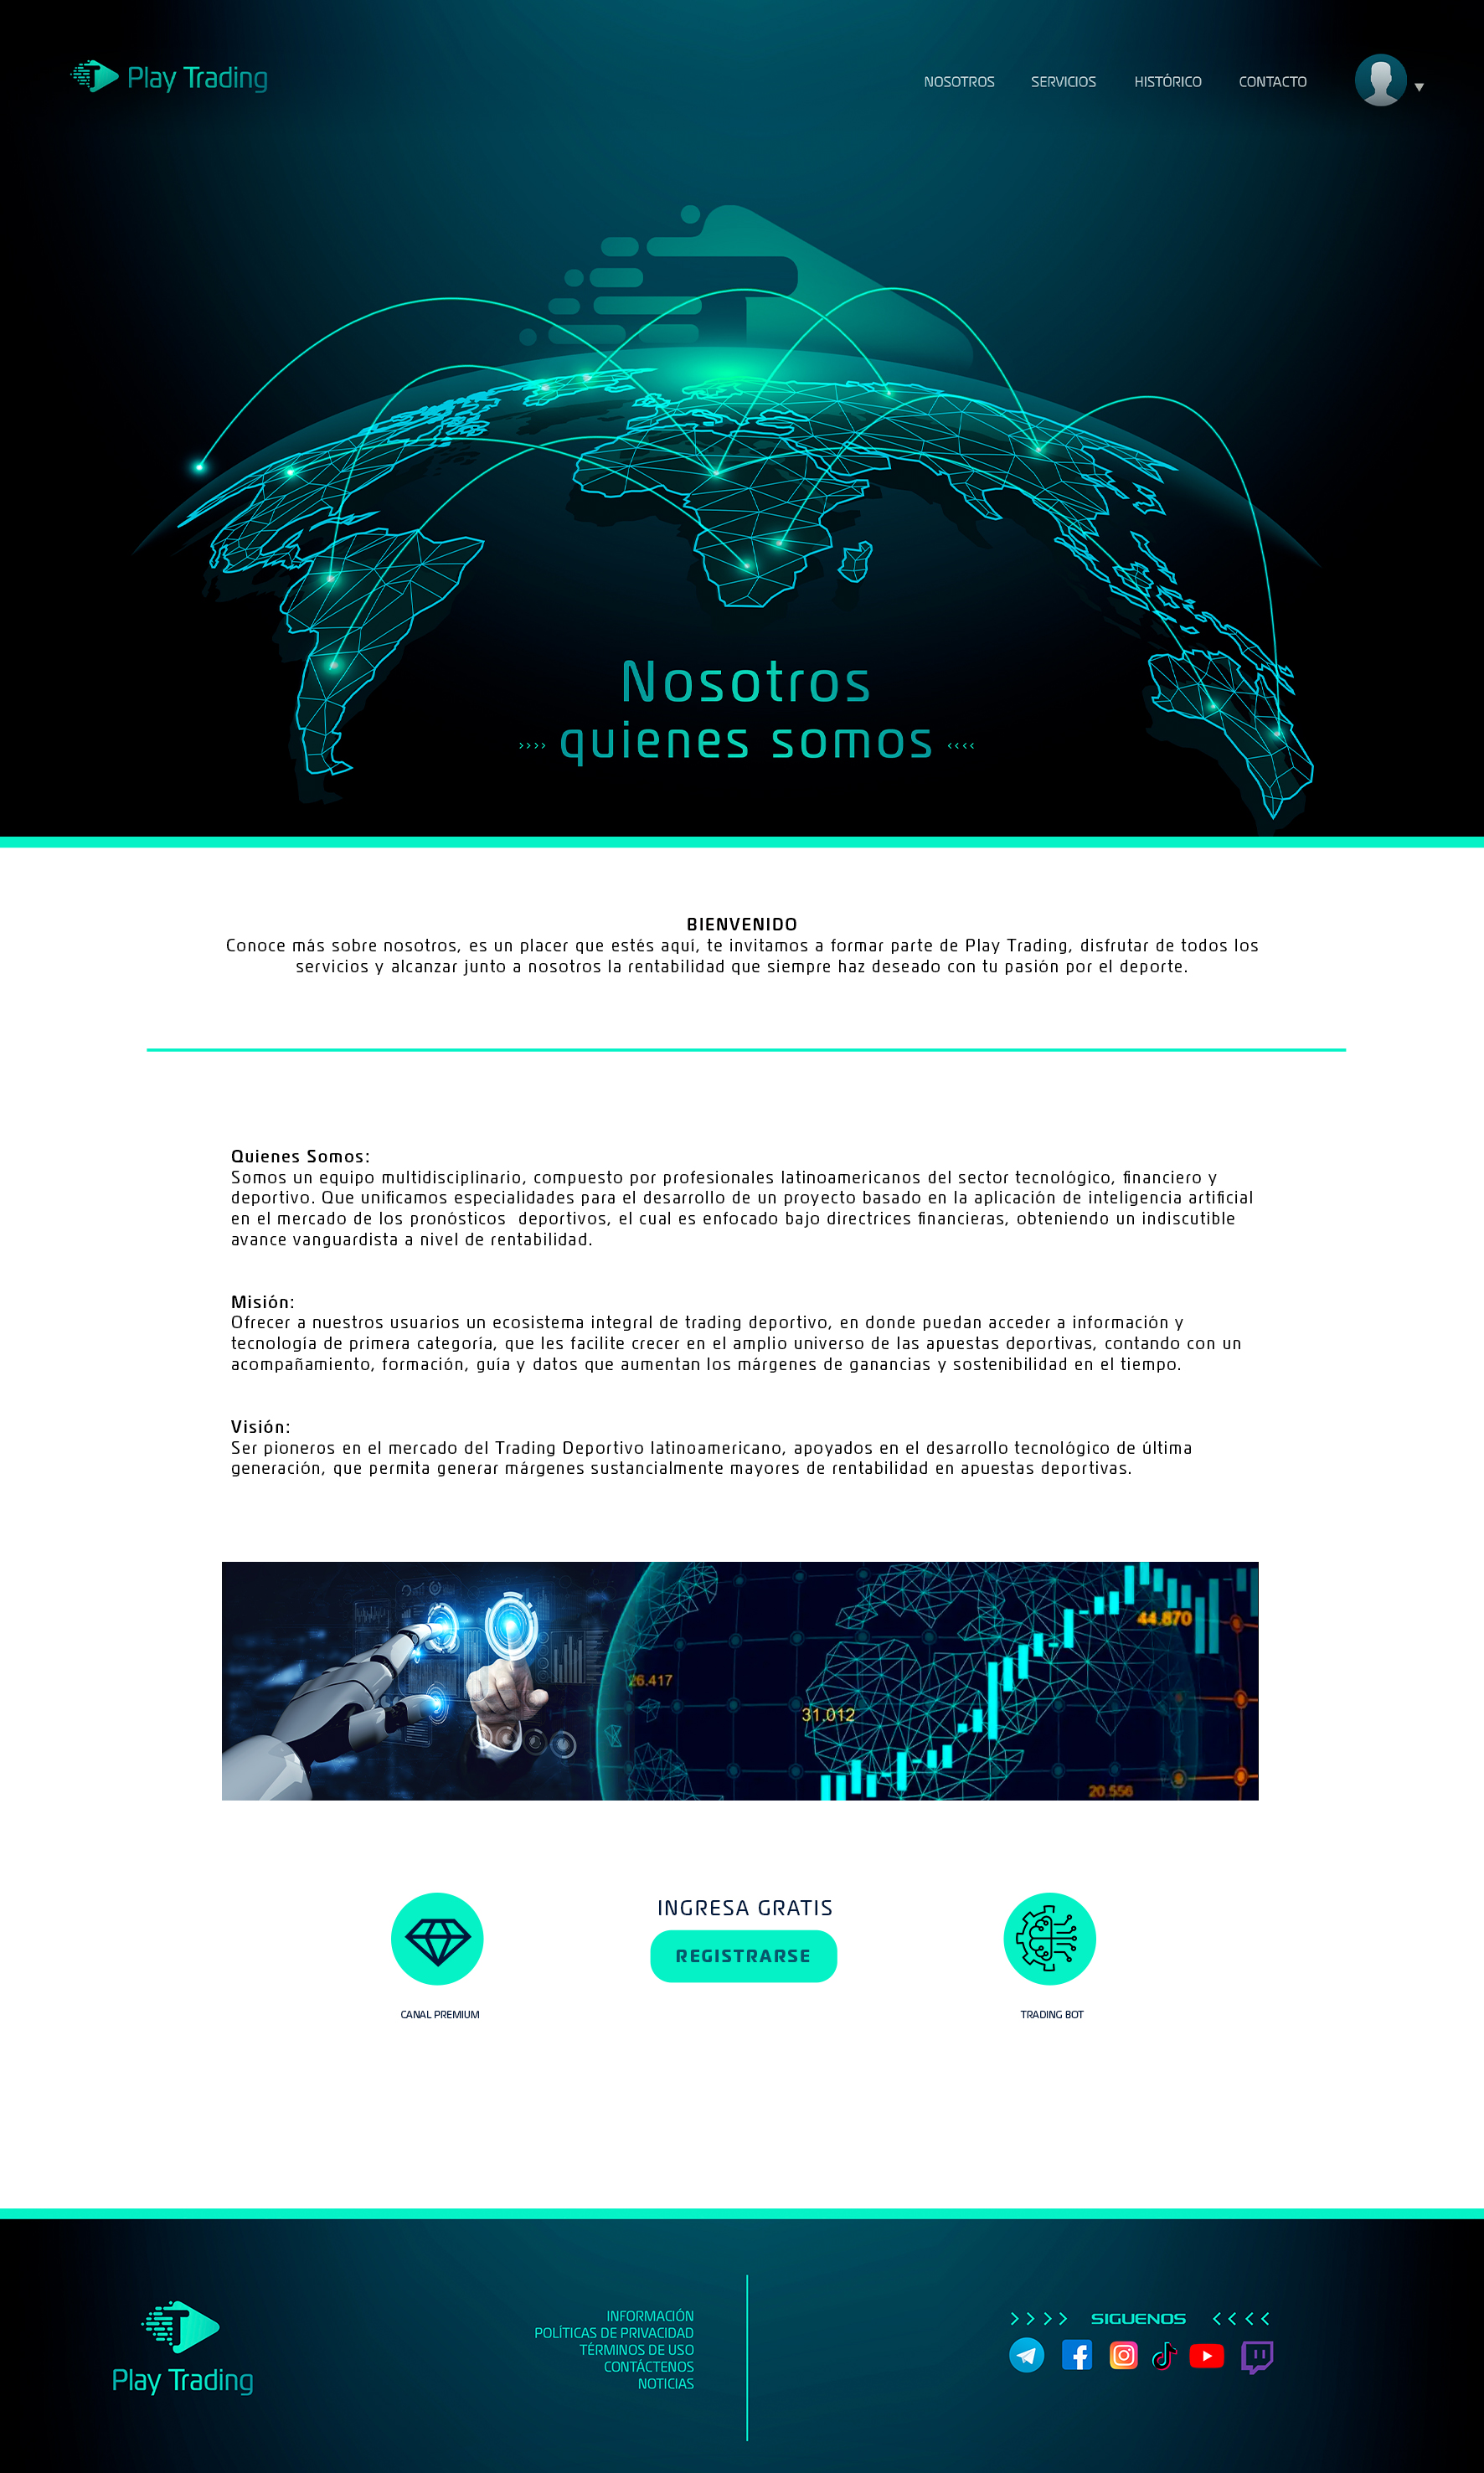 Play Trading
NOSOTROS SERVICIOS HISTÓRICO CONTACTO
Nosotros
›››› quienes somos ‹‹‹‹
BIENVENIDO
Conoce más sobre nosotros, es un placer que estés aquí, te invitamos a formar parte de Play Trading, disfrutar de todos los
servicios y alcanzar junto a nosotros la rentabilidad que siempre haz deseado con tu pasión por el deporte.
Quienes Somos:
Somos un equipo multidisciplinario, compuesto por profesionales latinoamericanos del sector tecnológico, financiero y
deportivo. Que unificamos especialidades para el desarrollo de un proyecto basado en la aplicación de inteligencia artificial
en el mercado de los pronósticos  deportivos, el cual es enfocado bajo directrices financieras, obteniendo un indiscutible
avance vanguardista a nivel de rentabilidad.
Misión:
Ofrecer a nuestros usuarios un ecosistema integral de trading deportivo, en donde puedan acceder a información y
tecnología de primera categoría, que les facilite crecer en el amplio universo de las apuestas deportivas, contando con un
acompañamiento, formación, guía y datos que aumentan los márgenes de ganancias y sostenibilidad en el tiempo.
Visión:
Ser pioneros en el mercado del Trading Deportivo latinoamericano, apoyados en el desarrollo tecnológico de última
generación, que permita generar márgenes sustancialmente mayores de rentabilidad en apuestas deportivas.
44.870
26.417
31.012
20.556
INGRESA GRATIS
REGISTRARSE
CANAL PREMIUM
TRADING BOT
Play Trading
INFORMACIÓN
POLÍTICAS DE PRIVACIDAD
TÉRMINOS DE USO
CONTÁCTENOS
NOTICIAS
›››› SIGUENOS ‹‹‹‹